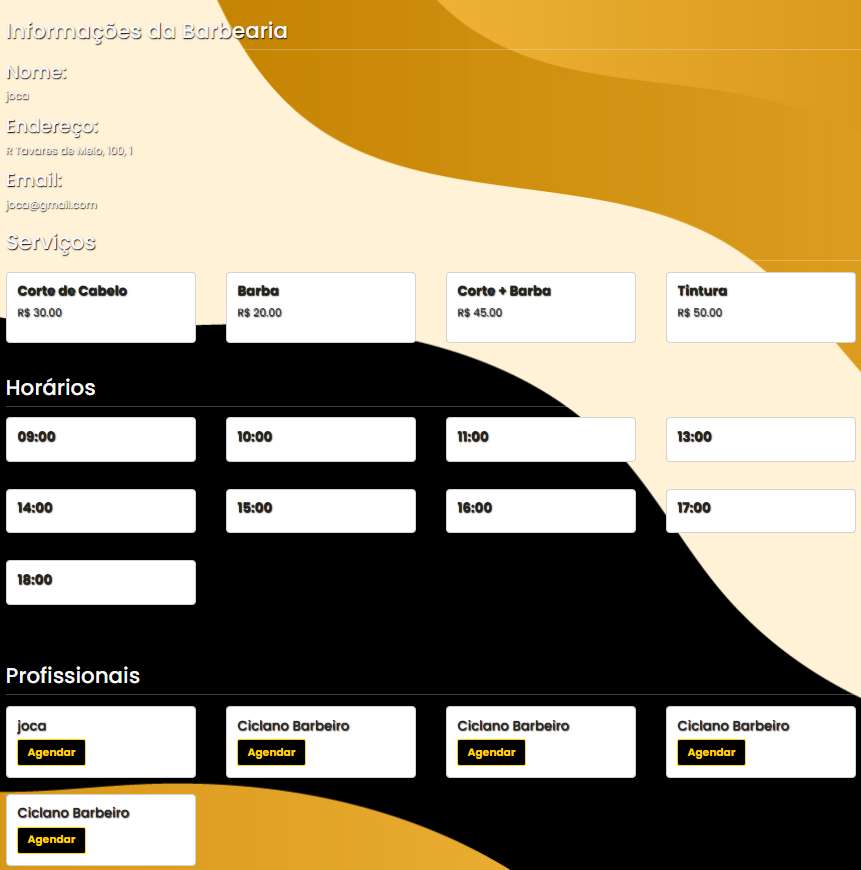 Informações da Barbearia
Nome:
joca
Endereço:
R Tavares de Melo, 100, 1
Email:
joca@gmail.com
Serviços
Corte de Cabelo
R$ 30.00
Barba
R$ 20.00
Corte + Barba
R$ 45.00
Tintura
R$ 50.00
Horários
09:00
10:00
11:00
13:00
14:00
15:00
16:00
17:00
18:00
Profissionais
joca
Agendar
Ciclano Barbeiro
Agendar
Ciclano Barbeiro
Agendar
Ciclano Barbeiro
Agendar
Ciclano Barbeiro
Agendar